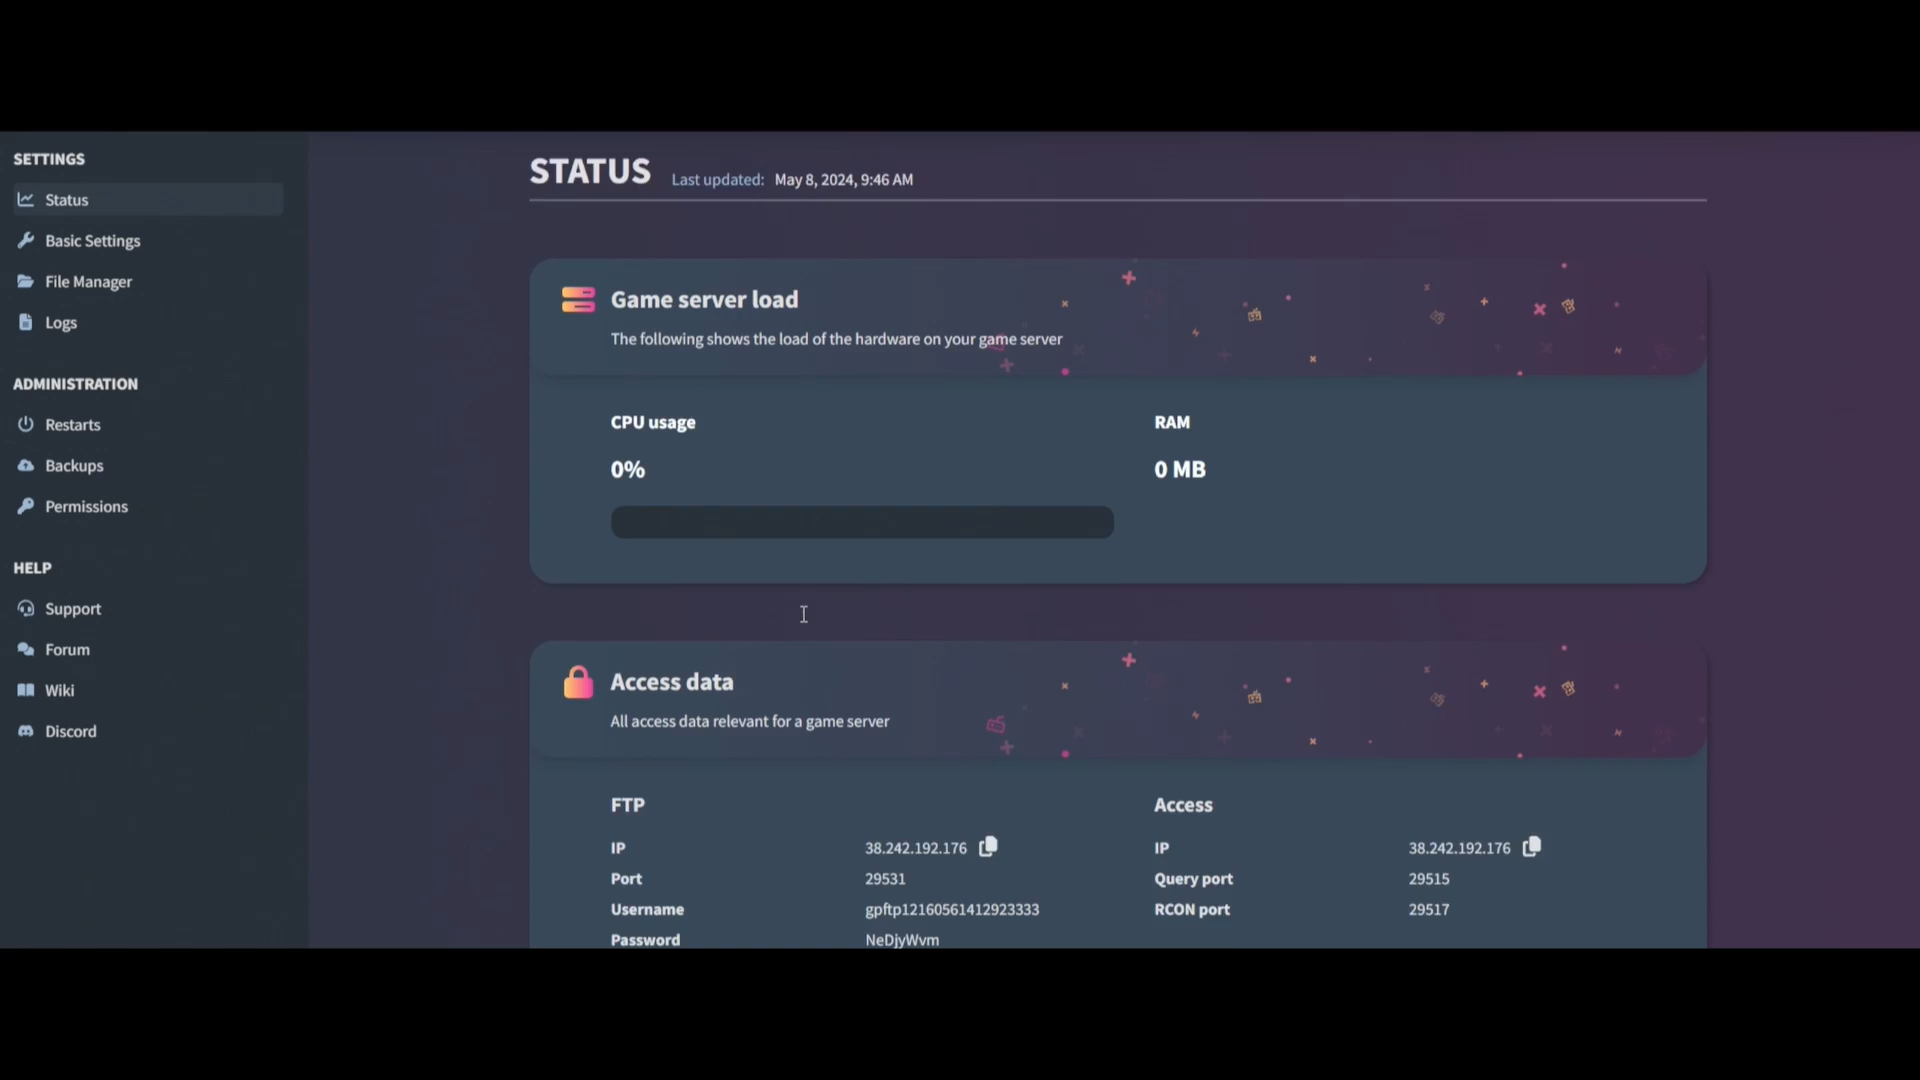 SETTINGS
Status
Basic Settings
File Manager
Logs
ADMINISTRATION
Restarts
Backups
Permissions
HELP
Support
Forum
Wiki
Discord
STATUS Last updated: May 8, 2024, 9:46 AM
Game server load
The following shows the load of the hardware on your game server
CPU usage
0%
RAM
0 MB
Access data
All access data relevant for a game server
FTP
IP 38.242.192.176
Port 29531
Username gpftp12160561412923333
Password NeDjyWvm
Access
IP 38.242.192.176
Query port 29515
RCON port 29517